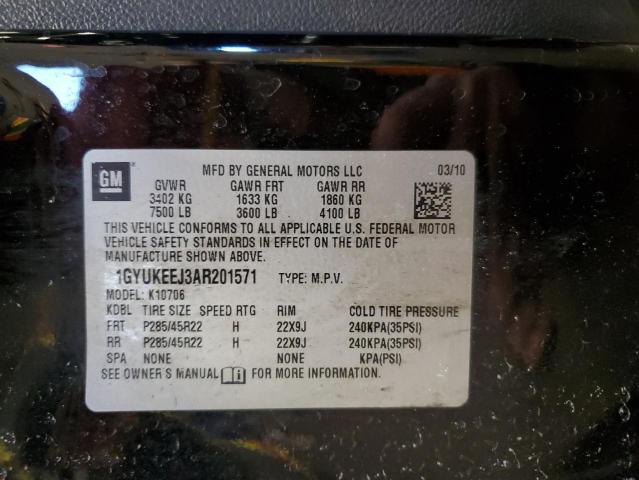 GM
MFD BY GENERAL MOTORS LLC 03/10
GVWR GAWR FRT GAWR RR
3402 KG 1633 KG 1860 KG
7500 LB 3600 LB 4100 LB
THIS VEHICLE CONFORMS TO ALL APPLICABLE U.S. FEDERAL MOTOR
VEHICLE SAFETY STANDARDS IN EFFECT ON THE DATE OF
MANUFACTURE SHOWN ABOVE.
1GYUKEEJ3AR201571 TYPE: M.P.V.
MODEL: K10706
KDBL TIRE SIZE SPEED RTG RIM COLD TIRE PRESSURE
FRT P285/45R22 H 22X9J 240KPA(35PSI)
RR P285/45R22 H 22X9J 240KPA(35PSI)
SPA NONE NONE KPA(PSI)
SEE OWNER'S MANUAL FOR MORE INFORMATION.